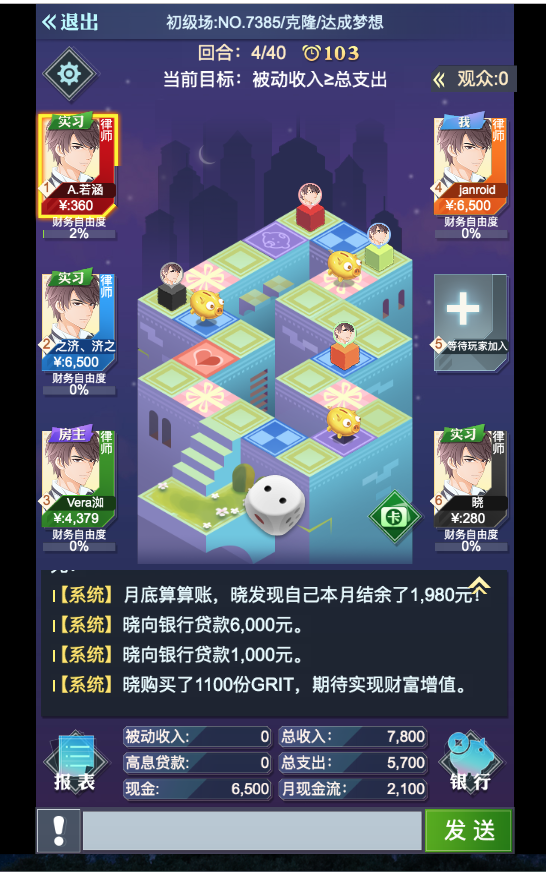 退出
初级场:NO.7385/克隆/达成梦想
回合：4/40 103
当前目标：被动收入≥总支出
观众:0
实习
律师
1
A.若涵
¥:360
财务自由度
2%
我
律师
4
janroid
¥:6,500
财务自由度
0%
实习
律师
2
之济、济之
¥:6,500
财务自由度
0%
5
等待玩家加入
房主
律师
3
Vera洳
¥:4,379
财务自由度
0%
实习
律师
6
晓
¥:280
财务自由度
0%
卡
【系统】月底算算账，晓发现自己本月结余了1,980元！
【系统】晓向银行贷款6,000元。
【系统】晓向银行贷款1,000元。
【系统】晓购买了1100份GRIT，期待实现财富增值。
报表
被动收入: 0
总收入: 7,800
高息贷款: 0
总支出: 5,700
现金: 6,500
月现金流: 2,100
银行
!
发送